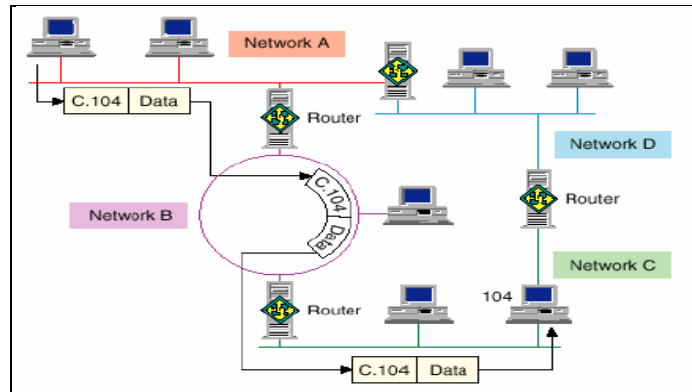 Network A
C.104 Data
Router
Network D
C.104
Data
Router
Network B
Network C
104
Router
C.104 Data